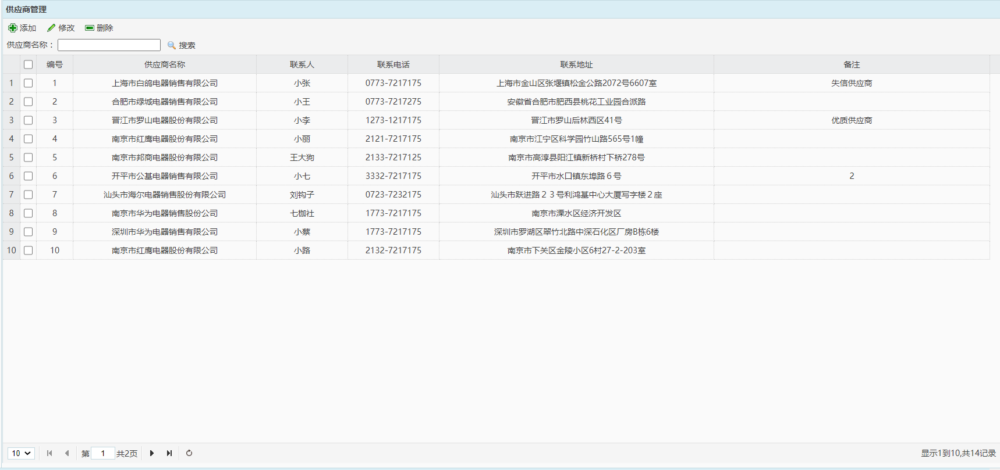 供应商管理
添加 修改 删除
供应商名称： 搜索
编号 供应商名称 联系人 联系电话 联系地址 备注
1 1 上海市白鸽电器销售有限公司 小张 0773-7217175 上海市金山区张堰镇松金公路2072号6607室 失信供应商
2 2 合肥市绿城电器销售有限公司 小王 0773-7217275 安徽省合肥市肥西县桃花工业园合派路
3 3 晋江市罗山电器股份有限公司 小李 1273-1217175 晋江市罗山后林西区41号 优质供应商
4 4 南京市红鹰电器股份有限公司 小丽 2121-7217175 南京市江宁区科学园竹山路565号1幢
5 5 南京市邦商电器股份有限公司 王大狗 2133-7217125 南京市高淳县阳江镇新桥村下桥278号
6 6 开平市公基电器销售有限公司 小七 3332-7217175 开平市水口镇东埠路６号 2
7 7 汕头市海尔电器销售股份有限公司 刘钩子 0723-7232175 汕头市跃进路２３号利鸿基中心大厦写字楼２座
8 8 南京市华为电器销售股份公司 七枷社 1773-7217175 南京市溧水区经济开发区
9 9 深圳市华为电器销售有限公司 小蔡 1773-7217175 深圳市罗湖区翠竹北路中深石化区厂房B栋6楼
10 10 南京市红鹰电器股份有限公司 小路 2132-7217175 南京市下关区金陵小区6村27-2-203室
10 第 1 共2页 显示1到10,共14记录